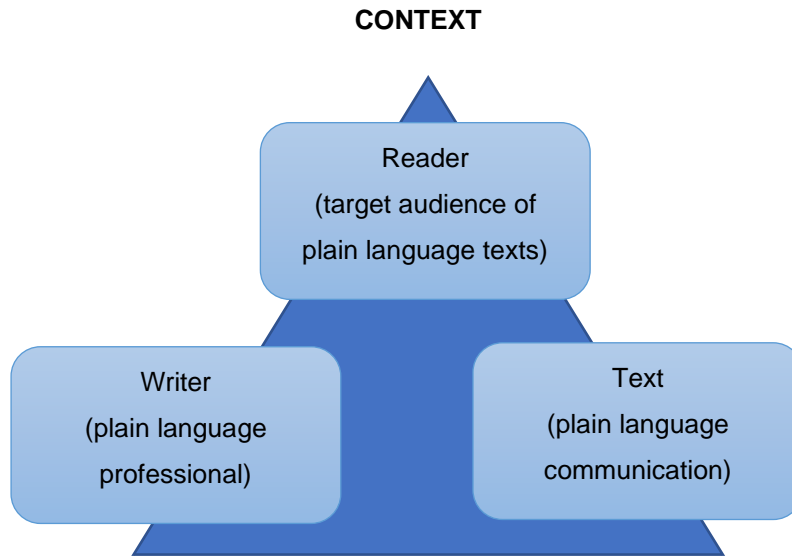 CONTEXT
Reader
(target audience of
plain language texts)
Writer
(plain language
professional)
Text
(plain language
communication)